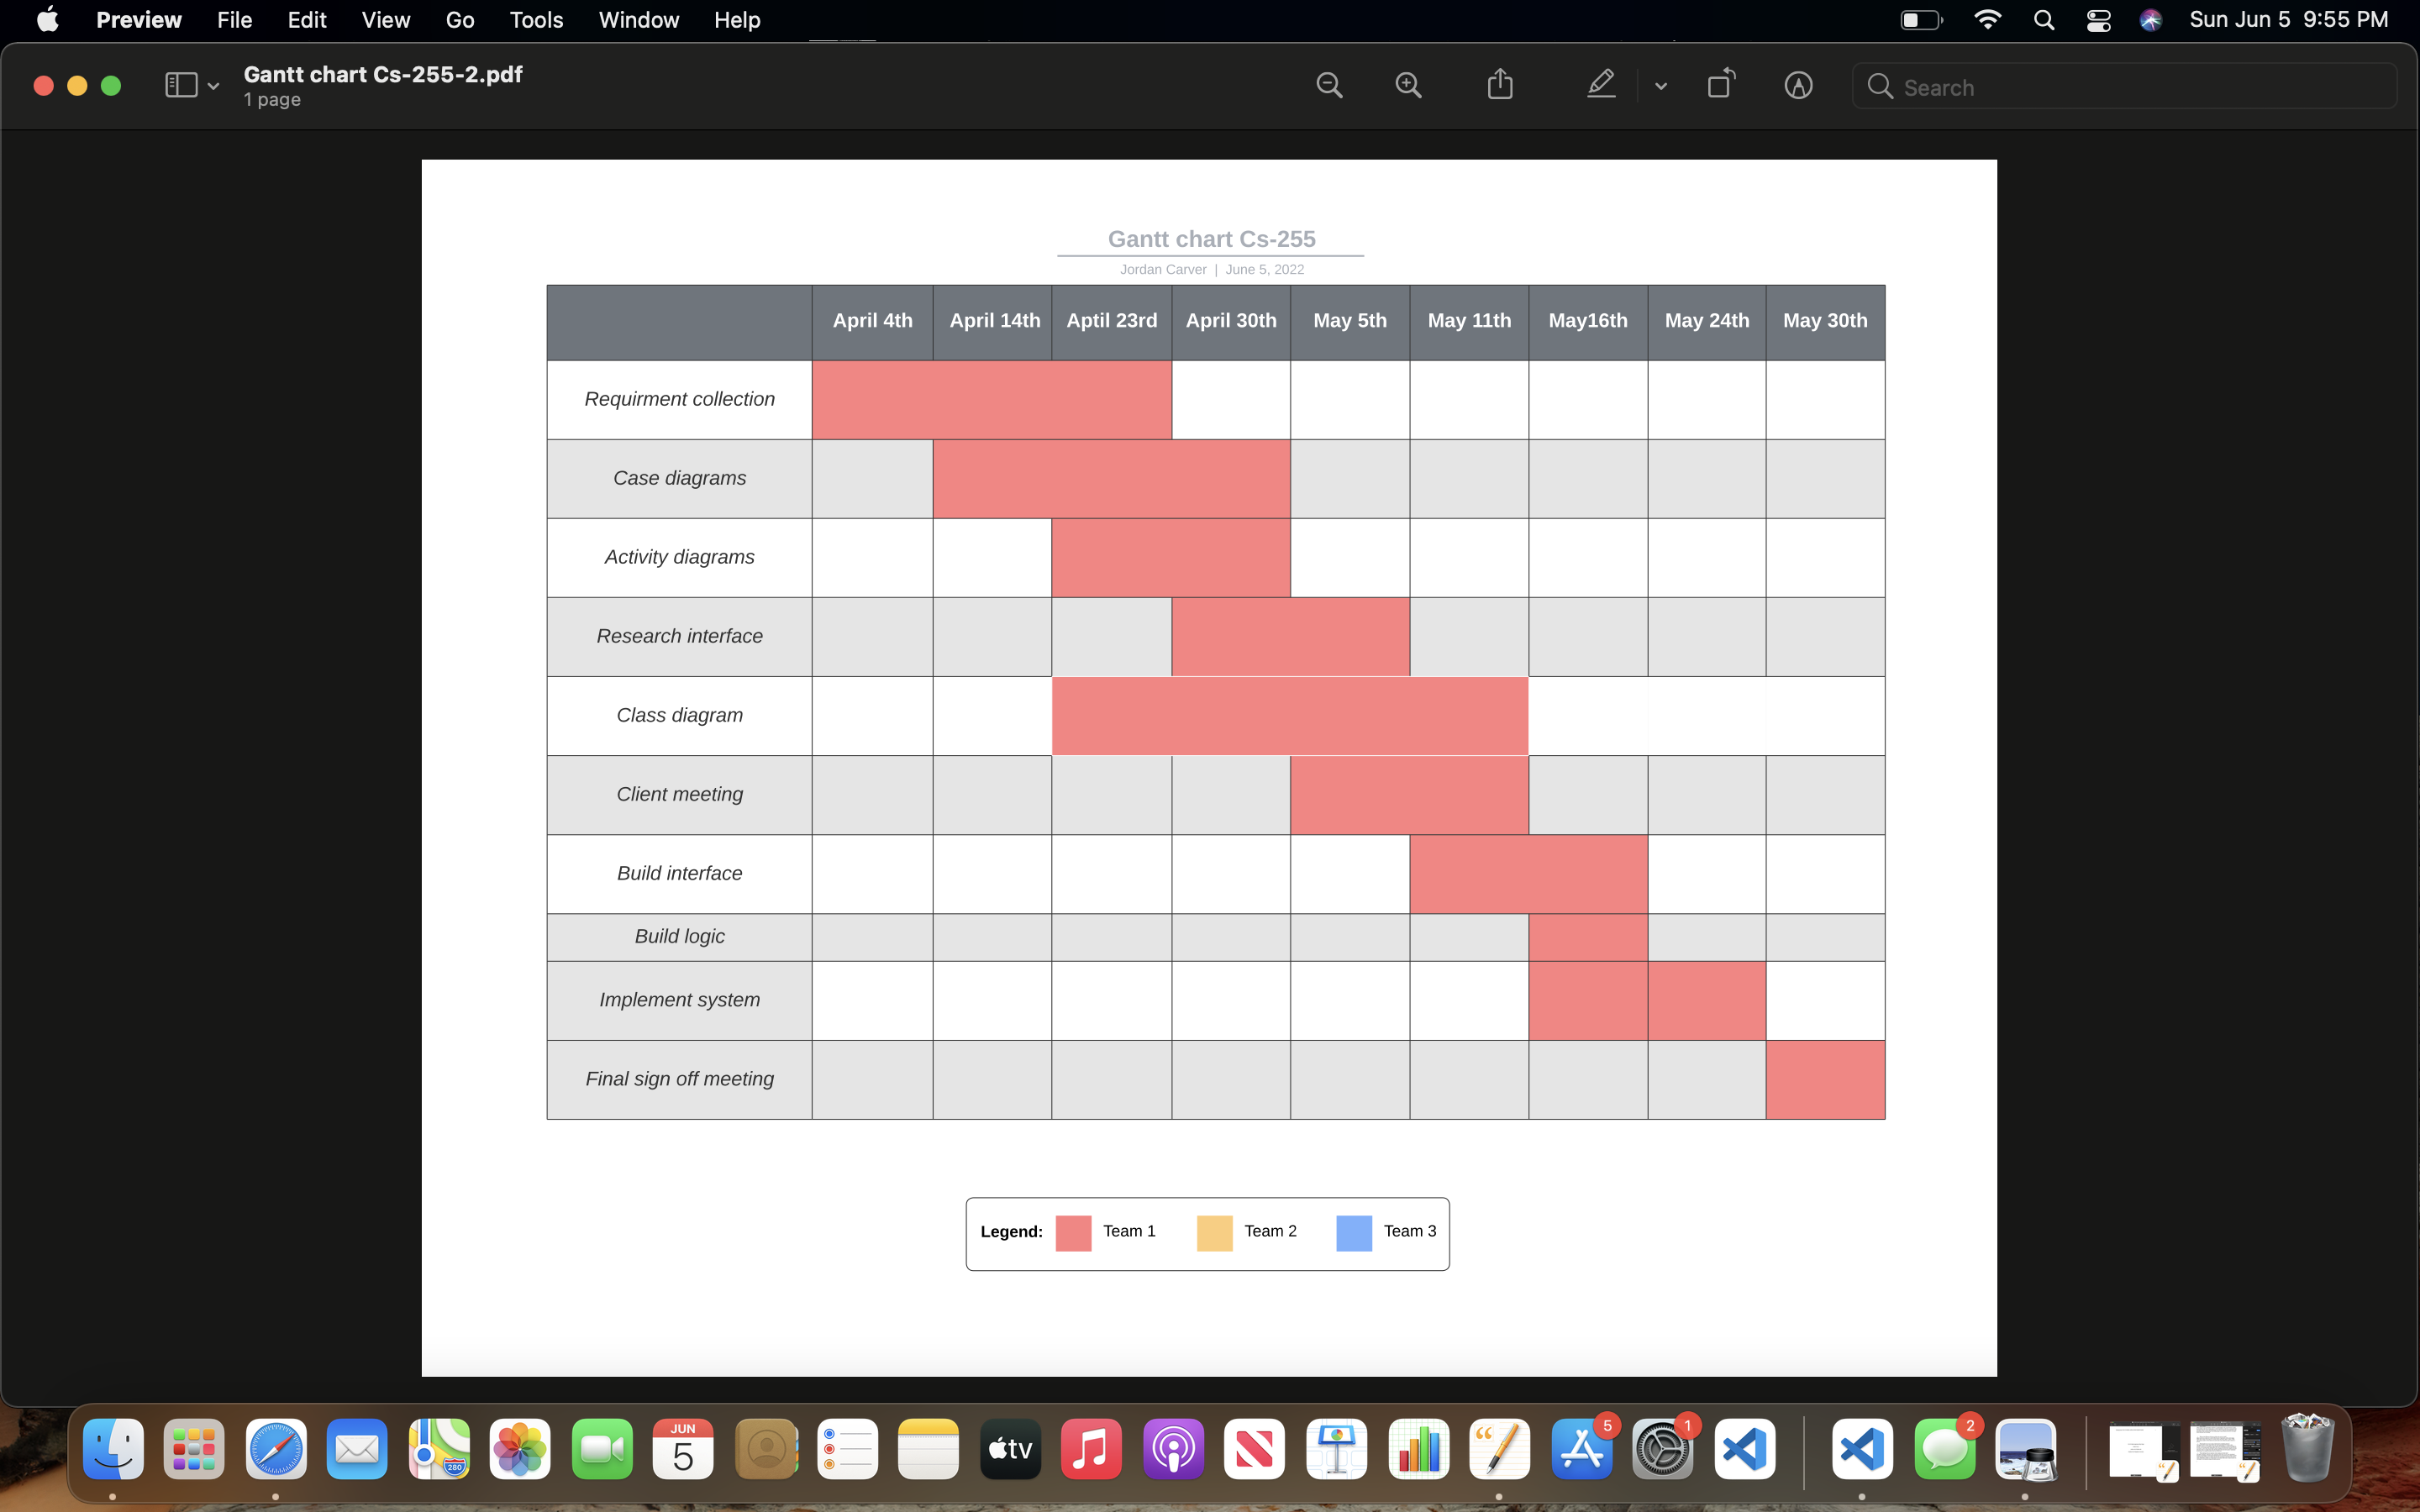 Preview File Edit View Go Tools Window Help Sun Jun 5 9:55 PM
Gantt chart Cs-255-2.pdf
1 page
Search
Gantt chart Cs-255
Jordan Carver | June 5, 2022
April 4th April 14th Aptil 23rd April 30th May 5th May 11th May16th May 24th May 30th
Requirment collection
Case diagrams
Activity diagrams
Research interface
Class diagram
Client meeting
Build interface
Build logic
Implement system
Final sign off meeting
Legend: Team 1 Team 2 Team 3
280 JUN 5 tv 5 1 2